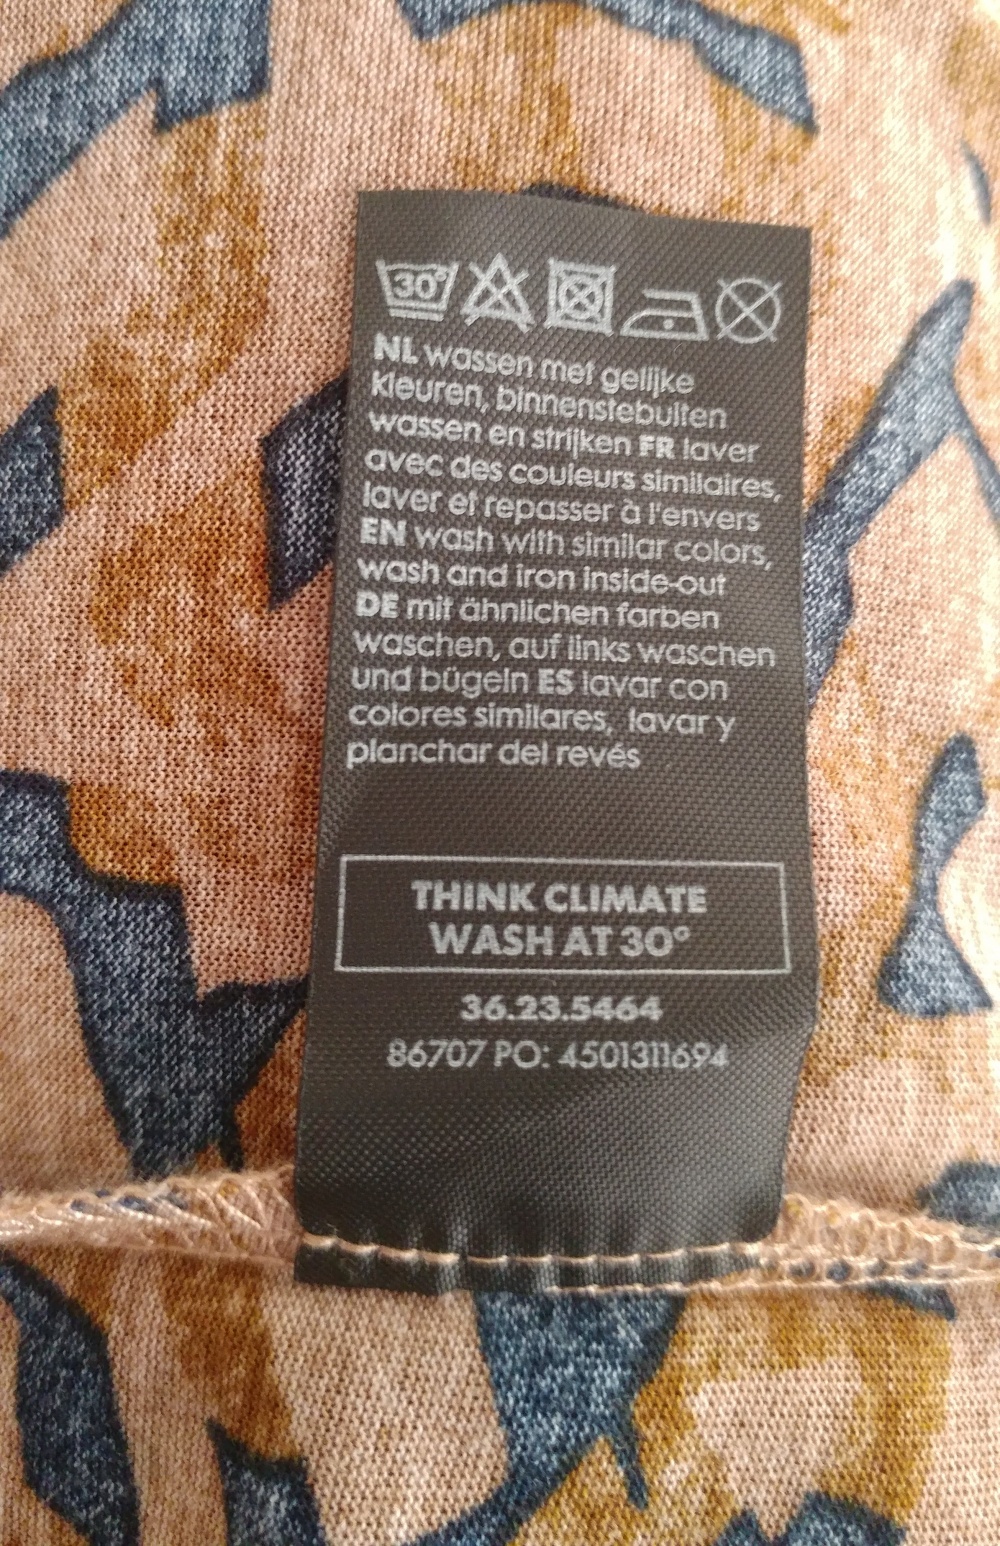 30°
NL wassen met gelijke
kleuren, binnenstebuiten
wassen en strijken FR laver
avec des couleurs similaires,
laver et repasser à l'envers
EN wash with similar colors,
wash and iron inside-out
DE mit ähnlichen farben
waschen, auf links waschen
und bügeln ES lavar con
colores similares, lavar y
planchar del revés
THINK CLIMATE
WASH AT 30°
36.23.5464
86707 PO: 4501311694